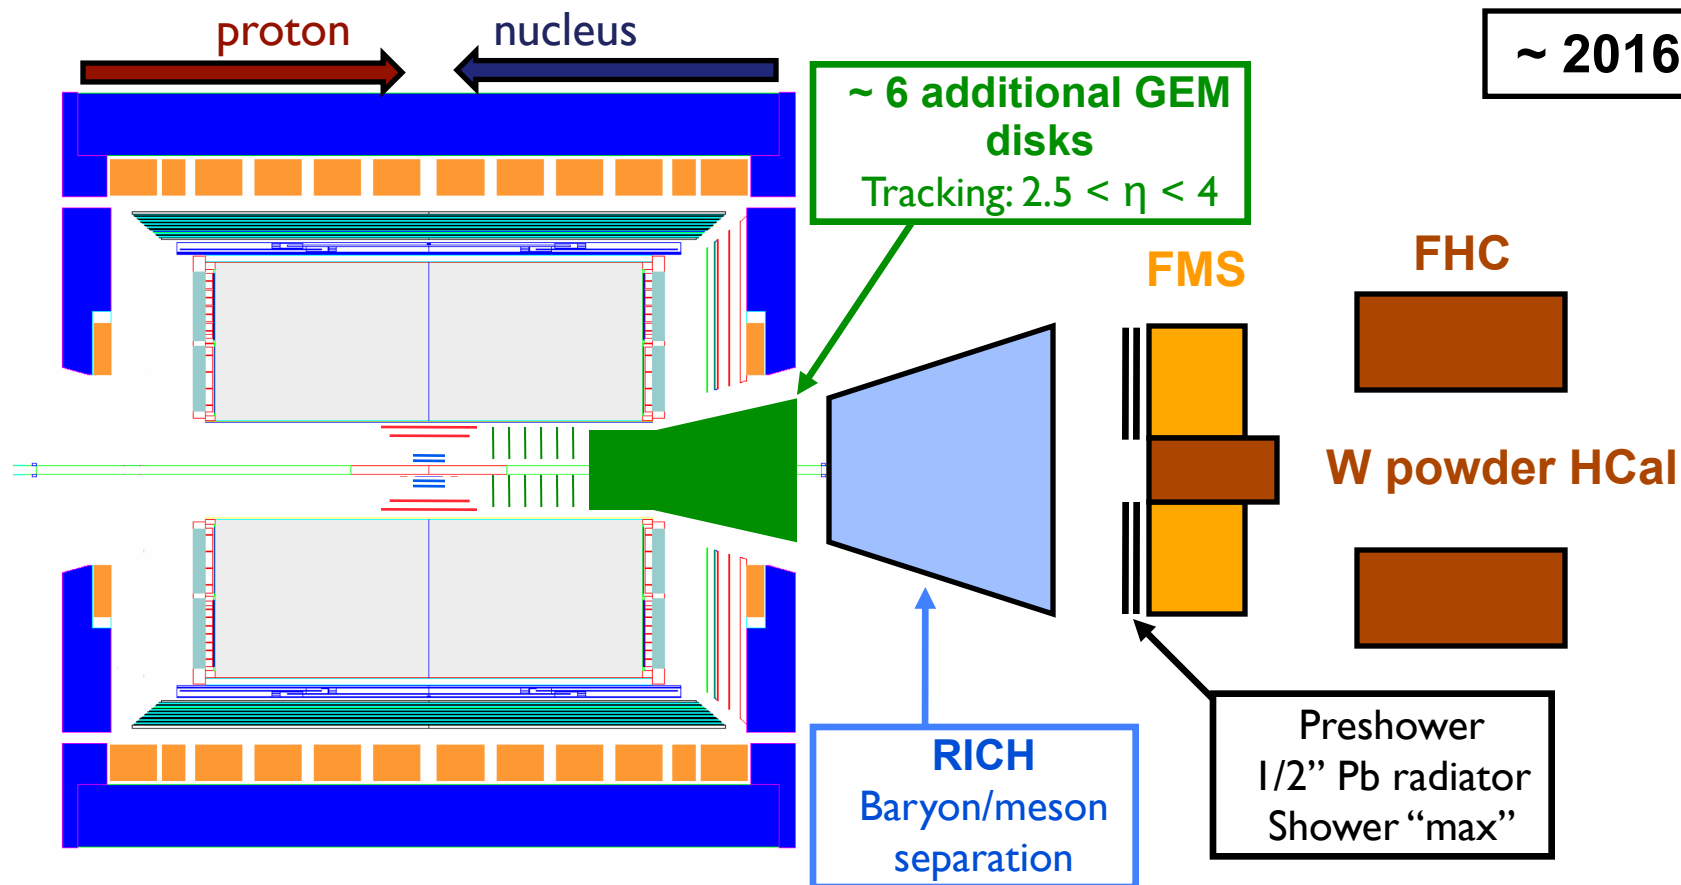 proton
nucleus
~ 2016
~ 6 additional GEM
disks
Tracking: 2.5 < η < 4
FMS
FHC
W powder HCal
RICH
Baryon/meson
separation
Preshower
1/2” Pb radiator
Shower “max”